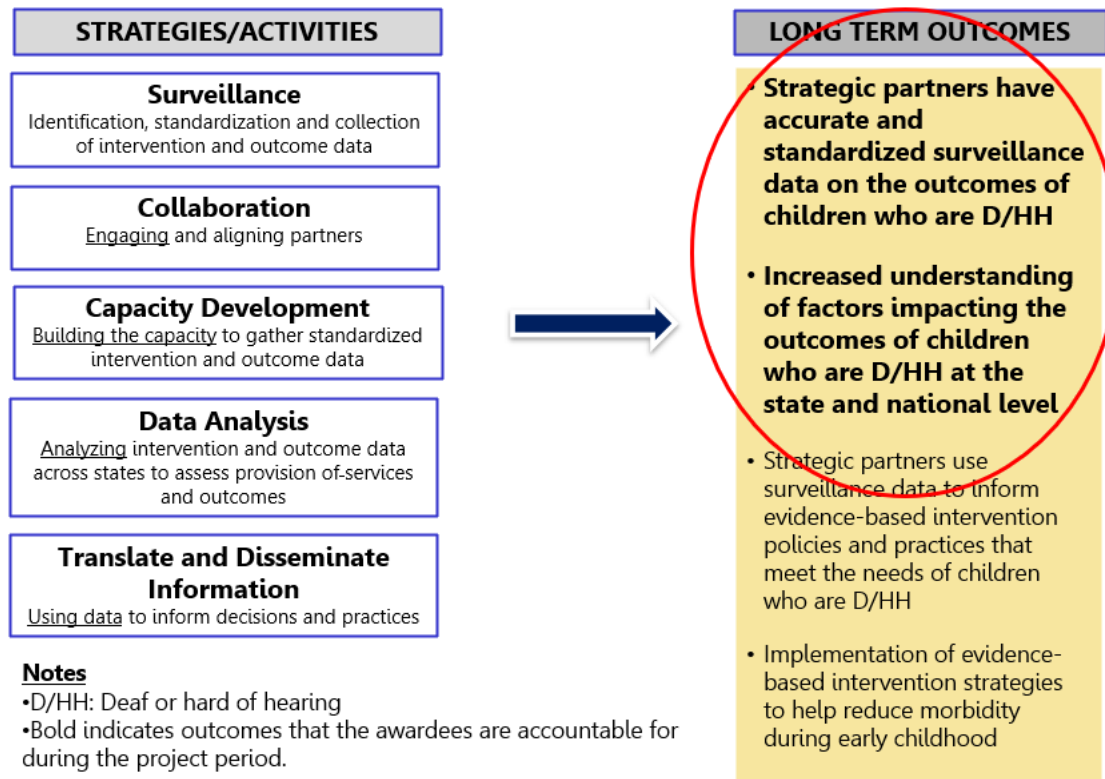 STRATEGIES/ACTIVITIES
Surveillance
Identification, standardization and collection
of intervention and outcome data
Collaboration
Engaging and aligning partners
Capacity Development
Building the capacity to gather standardized
intervention and outcome data
Data Analysis
Analyzing intervention and outcome data
across states to assess provision of-services
and outcomes
Translate and Disseminate
Information
Using data to inform decisions and practices
Notes
•D/HH: Deaf or hard of hearing
•Bold indicates outcomes that the awardees are accountable for
during the project period.
LONG TERM OUTCOMES
• Strategic partners have
accurate and
standardized surveillance
data on the outcomes of
children who are D/HH
• Increased understanding
of factors impacting the
outcomes of children
who are D/HH at the
state and national level
• Strategic partners use
surveillance data to inform
evidence-based intervention
policies and practices that
meet the needs of children
who are D/HH
• Implementation of evidence-
based intervention strategies
to help reduce morbidity
during early childhood